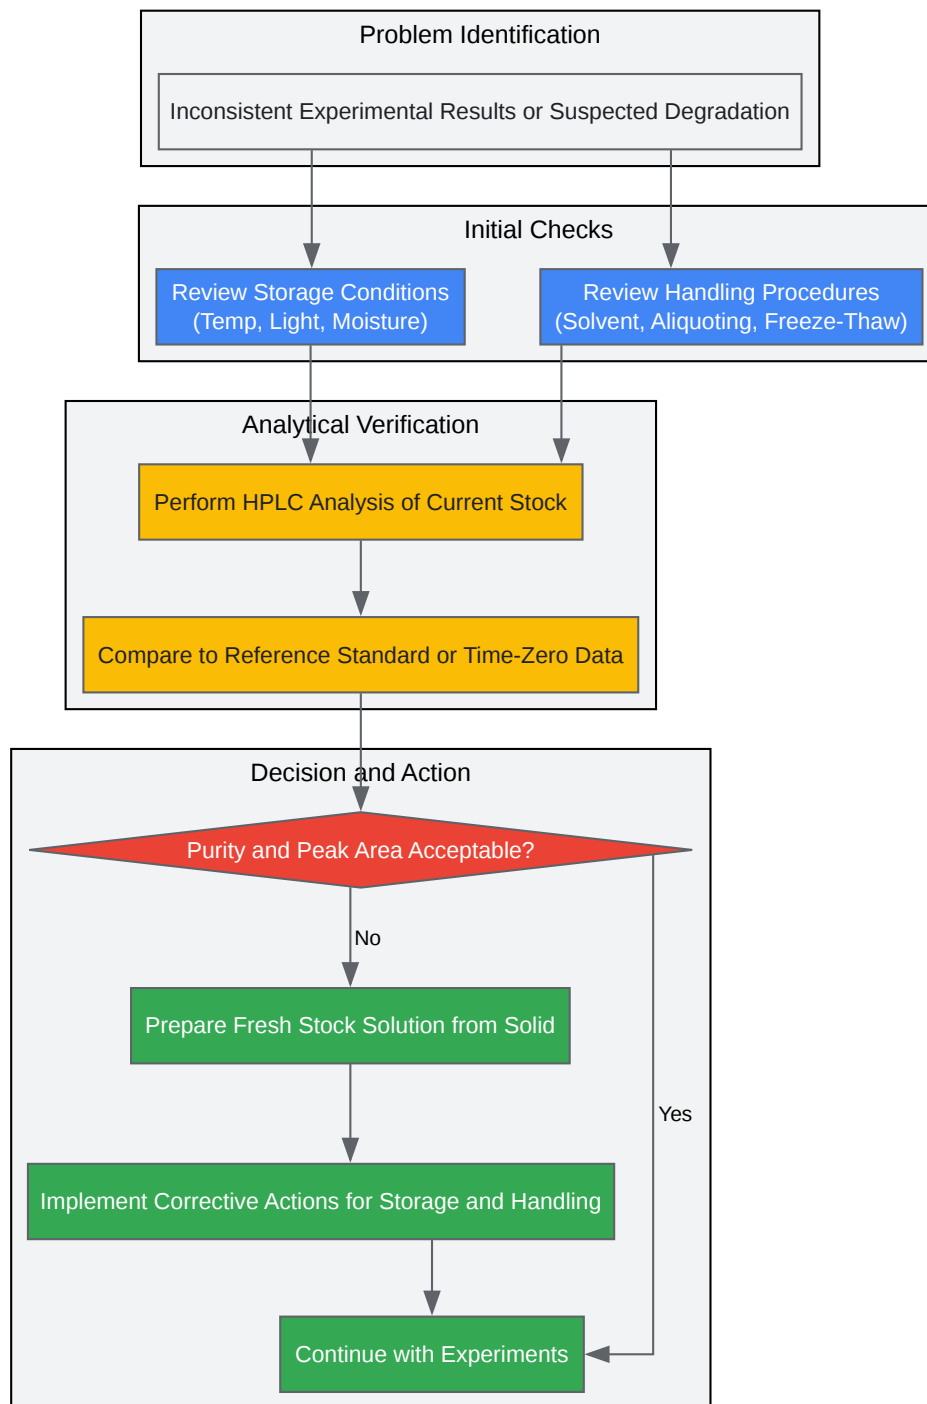 Problem Identification
Inconsistent Experimental Results or Suspected Degradation
Initial Checks
Review Storage Conditions
(Temp, Light, Moisture)
Review Handling Procedures
(Solvent, Aliquoting, Freeze-Thaw)
Analytical Verification
Perform HPLC Analysis of Current Stock
Compare to Reference Standard or Time-Zero Data
Decision and Action
Purity and Peak Area Acceptable?
No
Prepare Fresh Stock Solution from Solid
Yes
Implement Corrective Actions for Storage and Handling
Continue with Experiments